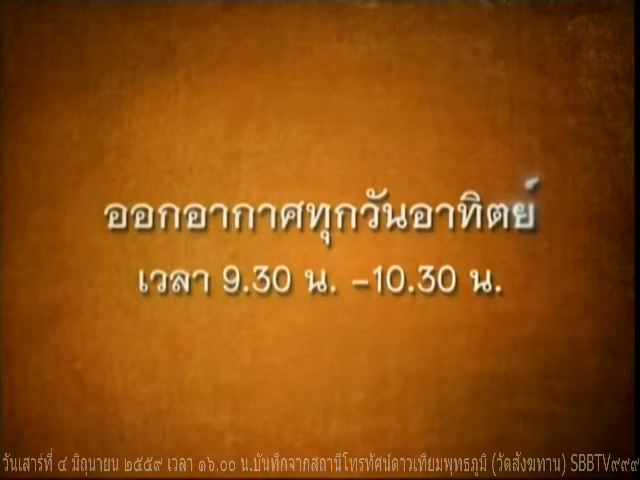 ออกอากาศทุกวันอาทิตย์
เวลา 9.30 น. -10.30 น.
วันเสาร์ที่ ๔ มิถุนายน ๒๕๕๙ เวลา ๑๖.๐๐ น.บันทึกจากสถานีโทรทัศน์ดาวเทียมพุทธภูมิ (วัดสังฆทาน) SBBTV๙๙๙